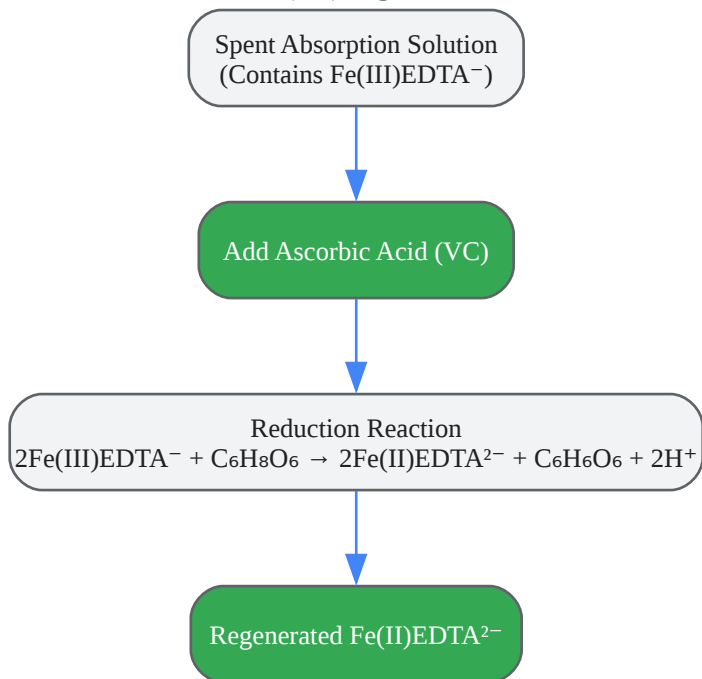 Spent Absorption Solution
(Contains Fe(III)EDTA⁻)
Add Ascorbic Acid (VC)
Reduction Reaction
2Fe(III)EDTA⁻ + C₆H₈O₆ → 2Fe(II)EDTA²⁻ + C₆H₆O₆ + 2H⁺
Regenerated Fe(II)EDTA²⁻